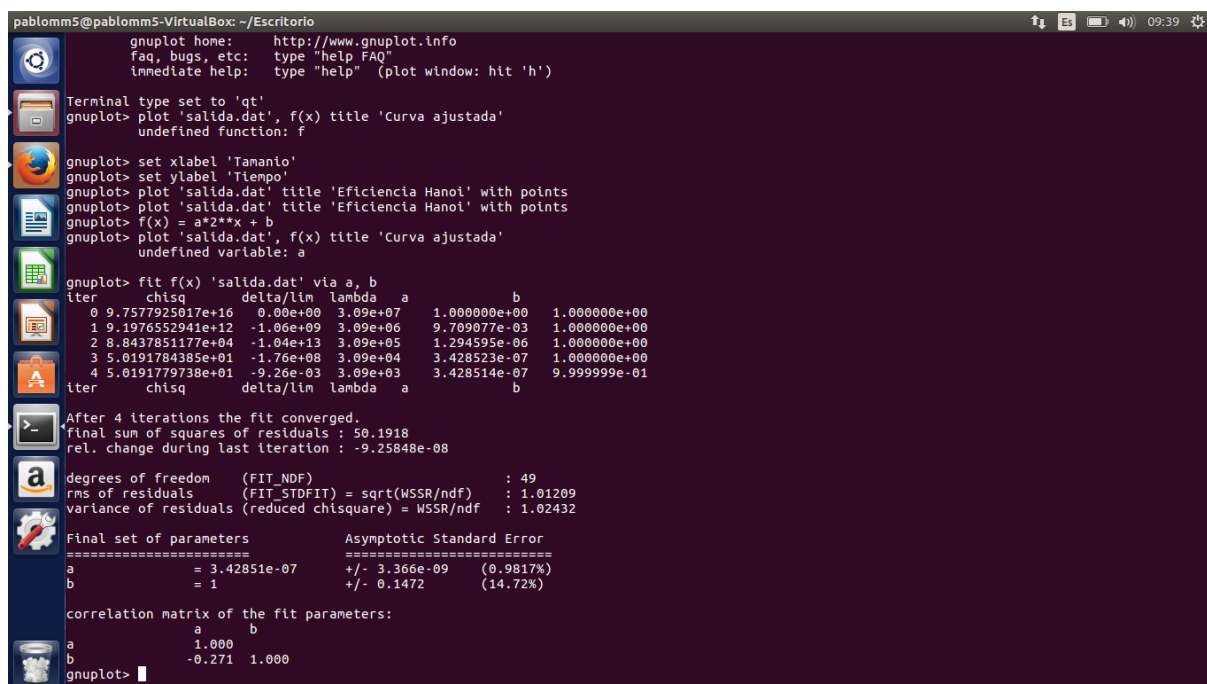 pablomm5@pablomm5-VirtualBox: ~/Escritorio Es 09:39
gnuplot home:     http://www.gnuplot.info
faq, bugs, etc:   type "help FAQ"
immediate help:   type "help"  (plot window: hit 'h')
Terminal type set to 'qt'
gnuplot> plot 'salida.dat', f(x) title 'Curva ajustada'
undefined function: f
gnuplot> set xlabel 'Tamanio'
gnuplot> set ylabel 'Tiempo'
gnuplot> plot 'salida.dat' title 'Eficiencia Hanoi' with points
gnuplot> plot 'salida.dat' title 'Eficiencia Hanoi' with points
gnuplot> f(x) = a*2**x + b
gnuplot> plot 'salida.dat', f(x) title 'Curva ajustada'
undefined variable: a
gnuplot> fit f(x) 'salida.dat' via a, b
iter      chisq       delta/lim  lambda   a             b
0 9.7577925017e+16   0.00e+00  3.09e+07    1.000000e+00   1.000000e+00
1 9.1976552941e+12  -1.06e+09  3.09e+06    9.709077e-03   1.000000e+00
2 8.8437851177e+04  -1.04e+13  3.09e+05    1.294595e-06   1.000000e+00
3 5.0191784385e+01  -1.76e+08  3.09e+04    3.428523e-07   1.000000e+00
4 5.0191779738e+01  -9.26e-03  3.09e+03    3.428514e-07   9.999999e-01
iter      chisq       delta/lim  lambda   a             b
After 4 iterations the fit converged.
final sum of squares of residuals : 50.1918
rel. change during last iteration : -9.25848e-08
degrees of freedom    (FIT_NDF)                        : 49
rms of residuals      (FIT_STDFIT) = sqrt(WSSR/ndf)    : 1.01209
variance of residuals (reduced chisquare) = WSSR/ndf   : 1.02432
Final set of parameters            Asymptotic Standard Error
=======================            ==========================
a               = 3.42851e-07      +/- 3.366e-09    (0.9817%)
b               = 1                +/- 0.1472       (14.72%)
correlation matrix of the fit parameters:
a      b
a               1.000
b              -0.271  1.000
gnuplot>